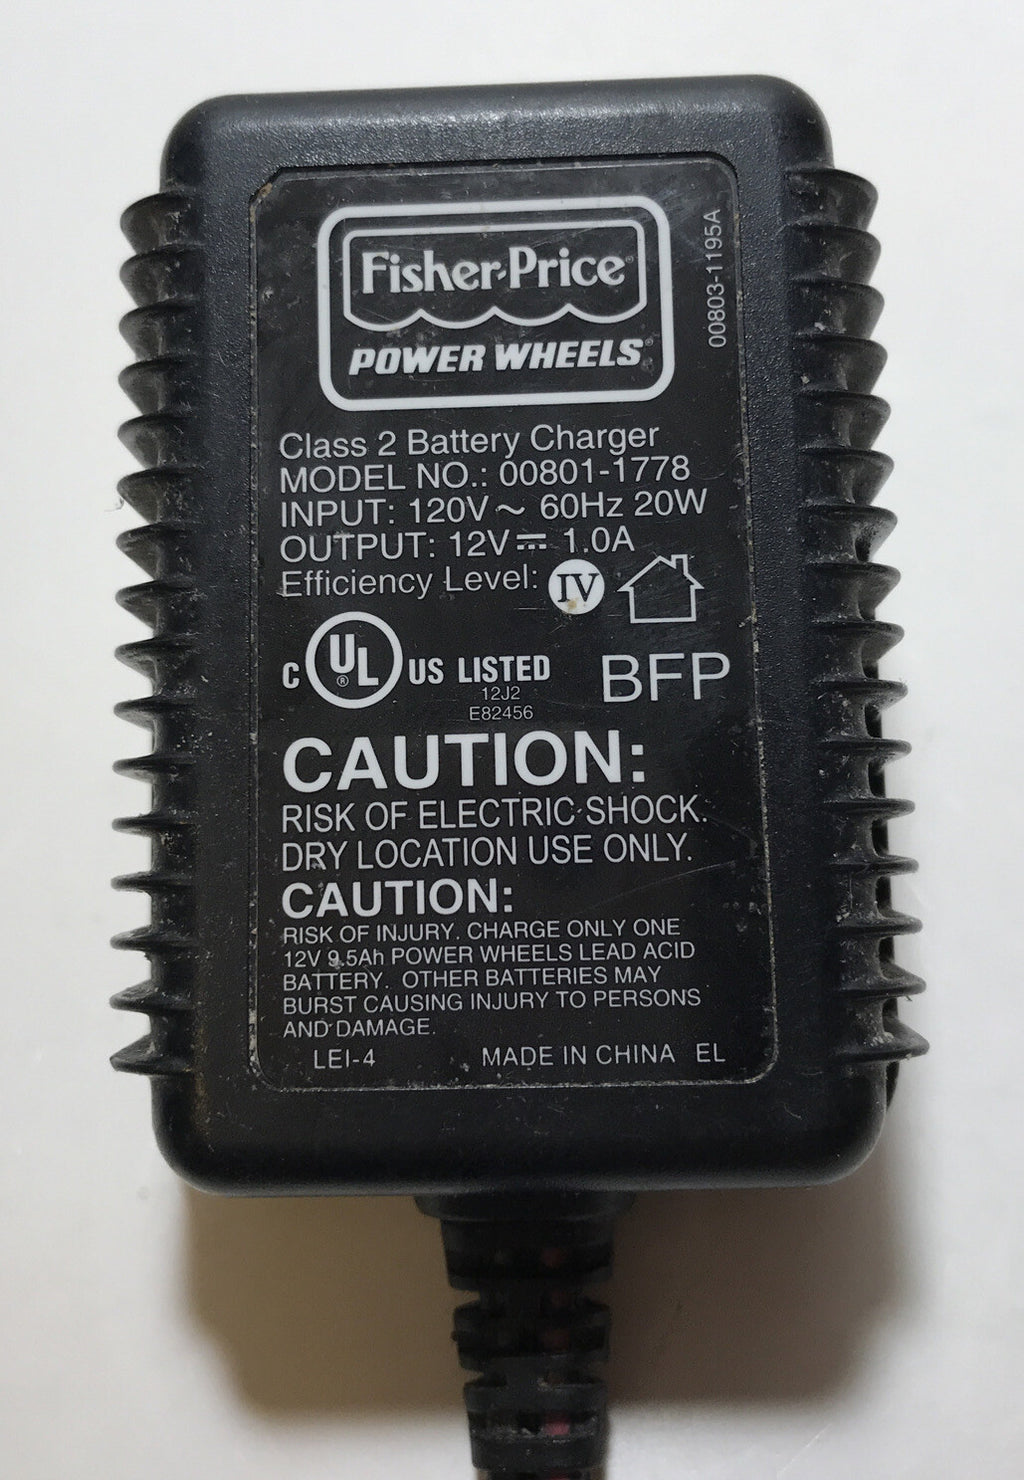 Fisher-Price®
POWER WHEELS®
00803-1195A
Class 2 Battery Charger
MODEL NO.: 00801-1778
INPUT: 120V ~ 60Hz 20W
OUTPUT: 12V ⎓ 1.0A
Efficiency Level: IV
C UL® US LISTED
12J2
E82456
BFP
CAUTION:
RISK OF ELECTRIC SHOCK.
DRY LOCATION USE ONLY.
CAUTION:
RISK OF INJURY. CHARGE ONLY ONE
12V 9.5Ah POWER WHEELS LEAD ACID
BATTERY. OTHER BATTERIES MAY
BURST CAUSING INJURY TO PERSONS
AND DAMAGE.
LEI-4 MADE IN CHINA EL